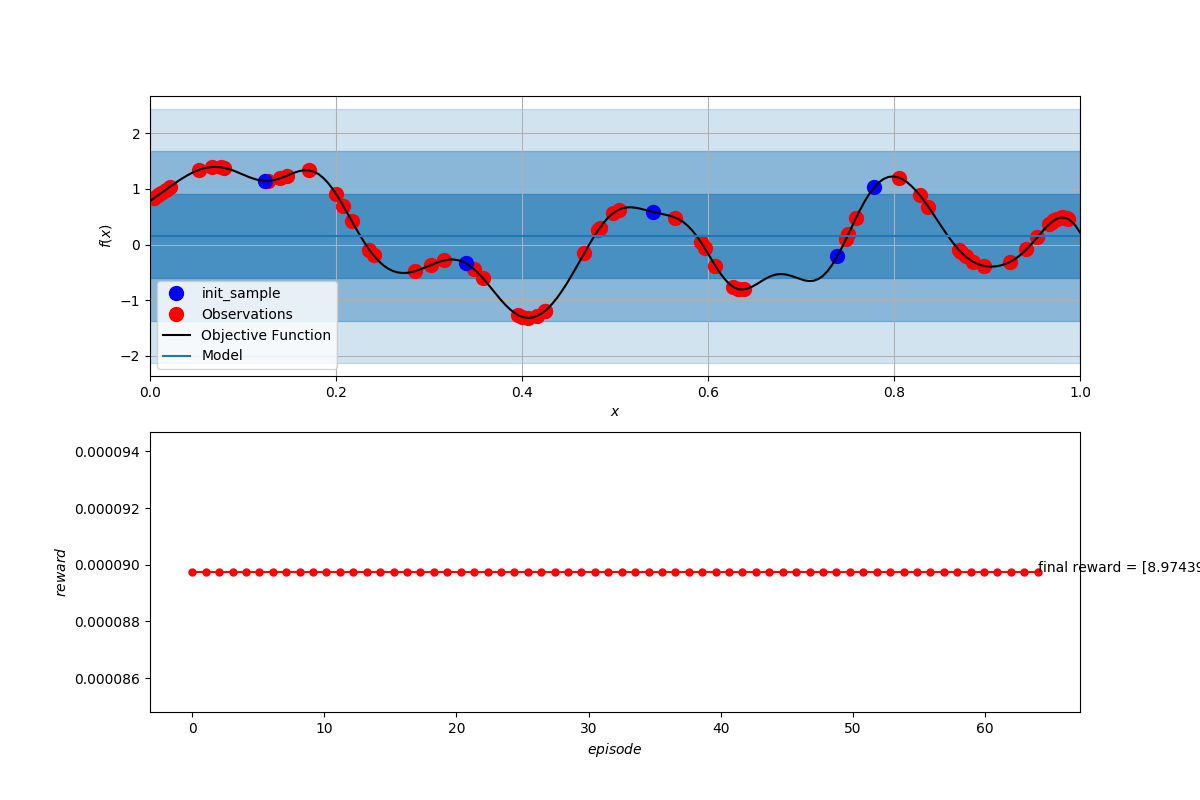 2
1
0
−1
−2
f(x)
init_sample
Observations
Objective Function
Model
0.0 0.2 0.4 0.6 0.8 1.0
x
0.000094
0.000092
0.000090
0.000088
0.000086
reward
final reward = [8.97439
0 10 20 30 40 50 60
episode